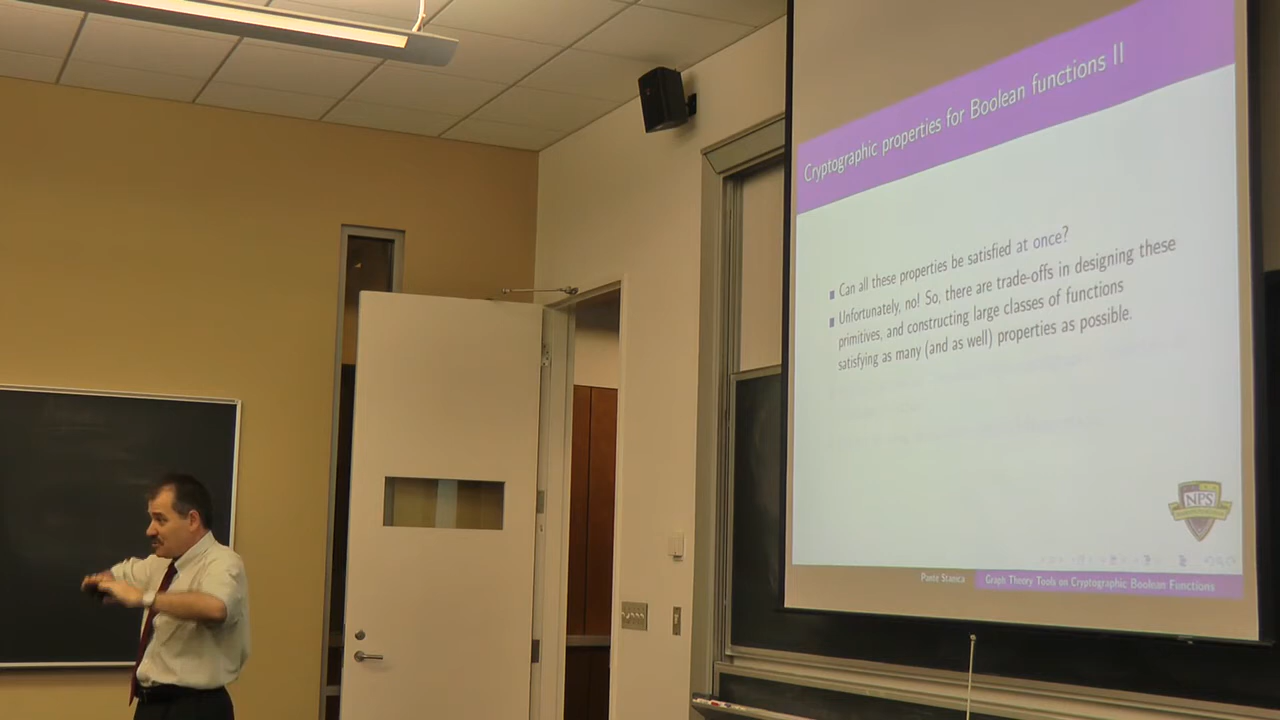 Cryptographic properties for Boolean functions II
Can all these properties be satisfied at once?
Unfortunately, no! So, there are trade-offs in designing these
primitives, and constructing large classes of functions
satisfying as many (and as well) properties as possible.
NPS
Pante Stanica
Graph Theory Tools on Cryptographic Boolean Functions